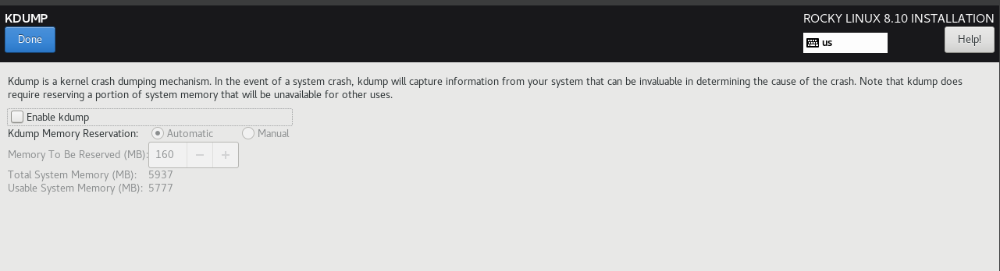 KDUMP
ROCKY LINUX 8.10 INSTALLATION
Done
us
Help!
Kdump is a kernel crash dumping mechanism. In the event of a system crash, kdump will capture information from your system that can be invaluable in determining the cause of the crash. Note that kdump does
require reserving a portion of system memory that will be unavailable for other uses.
Enable kdump
Kdump Memory Reservation: Automatic Manual
Memory To Be Reserved (MB): 160 − +
Total System Memory (MB): 5937
Usable System Memory (MB): 5777